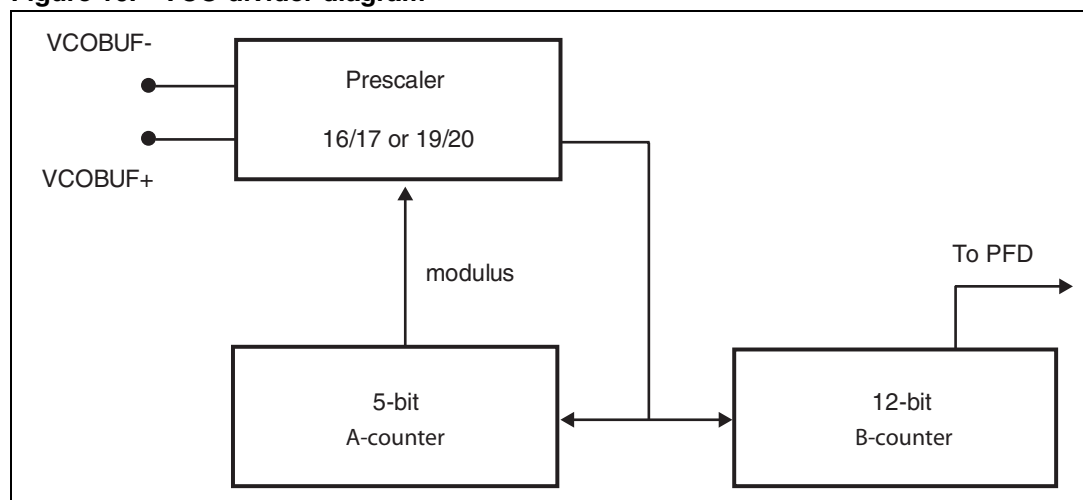 VCOBUF-
Prescaler
16/17 or 19/20
VCOBUF+
To PFD
modulus
5-bit
A-counter
12-bit
B-counter